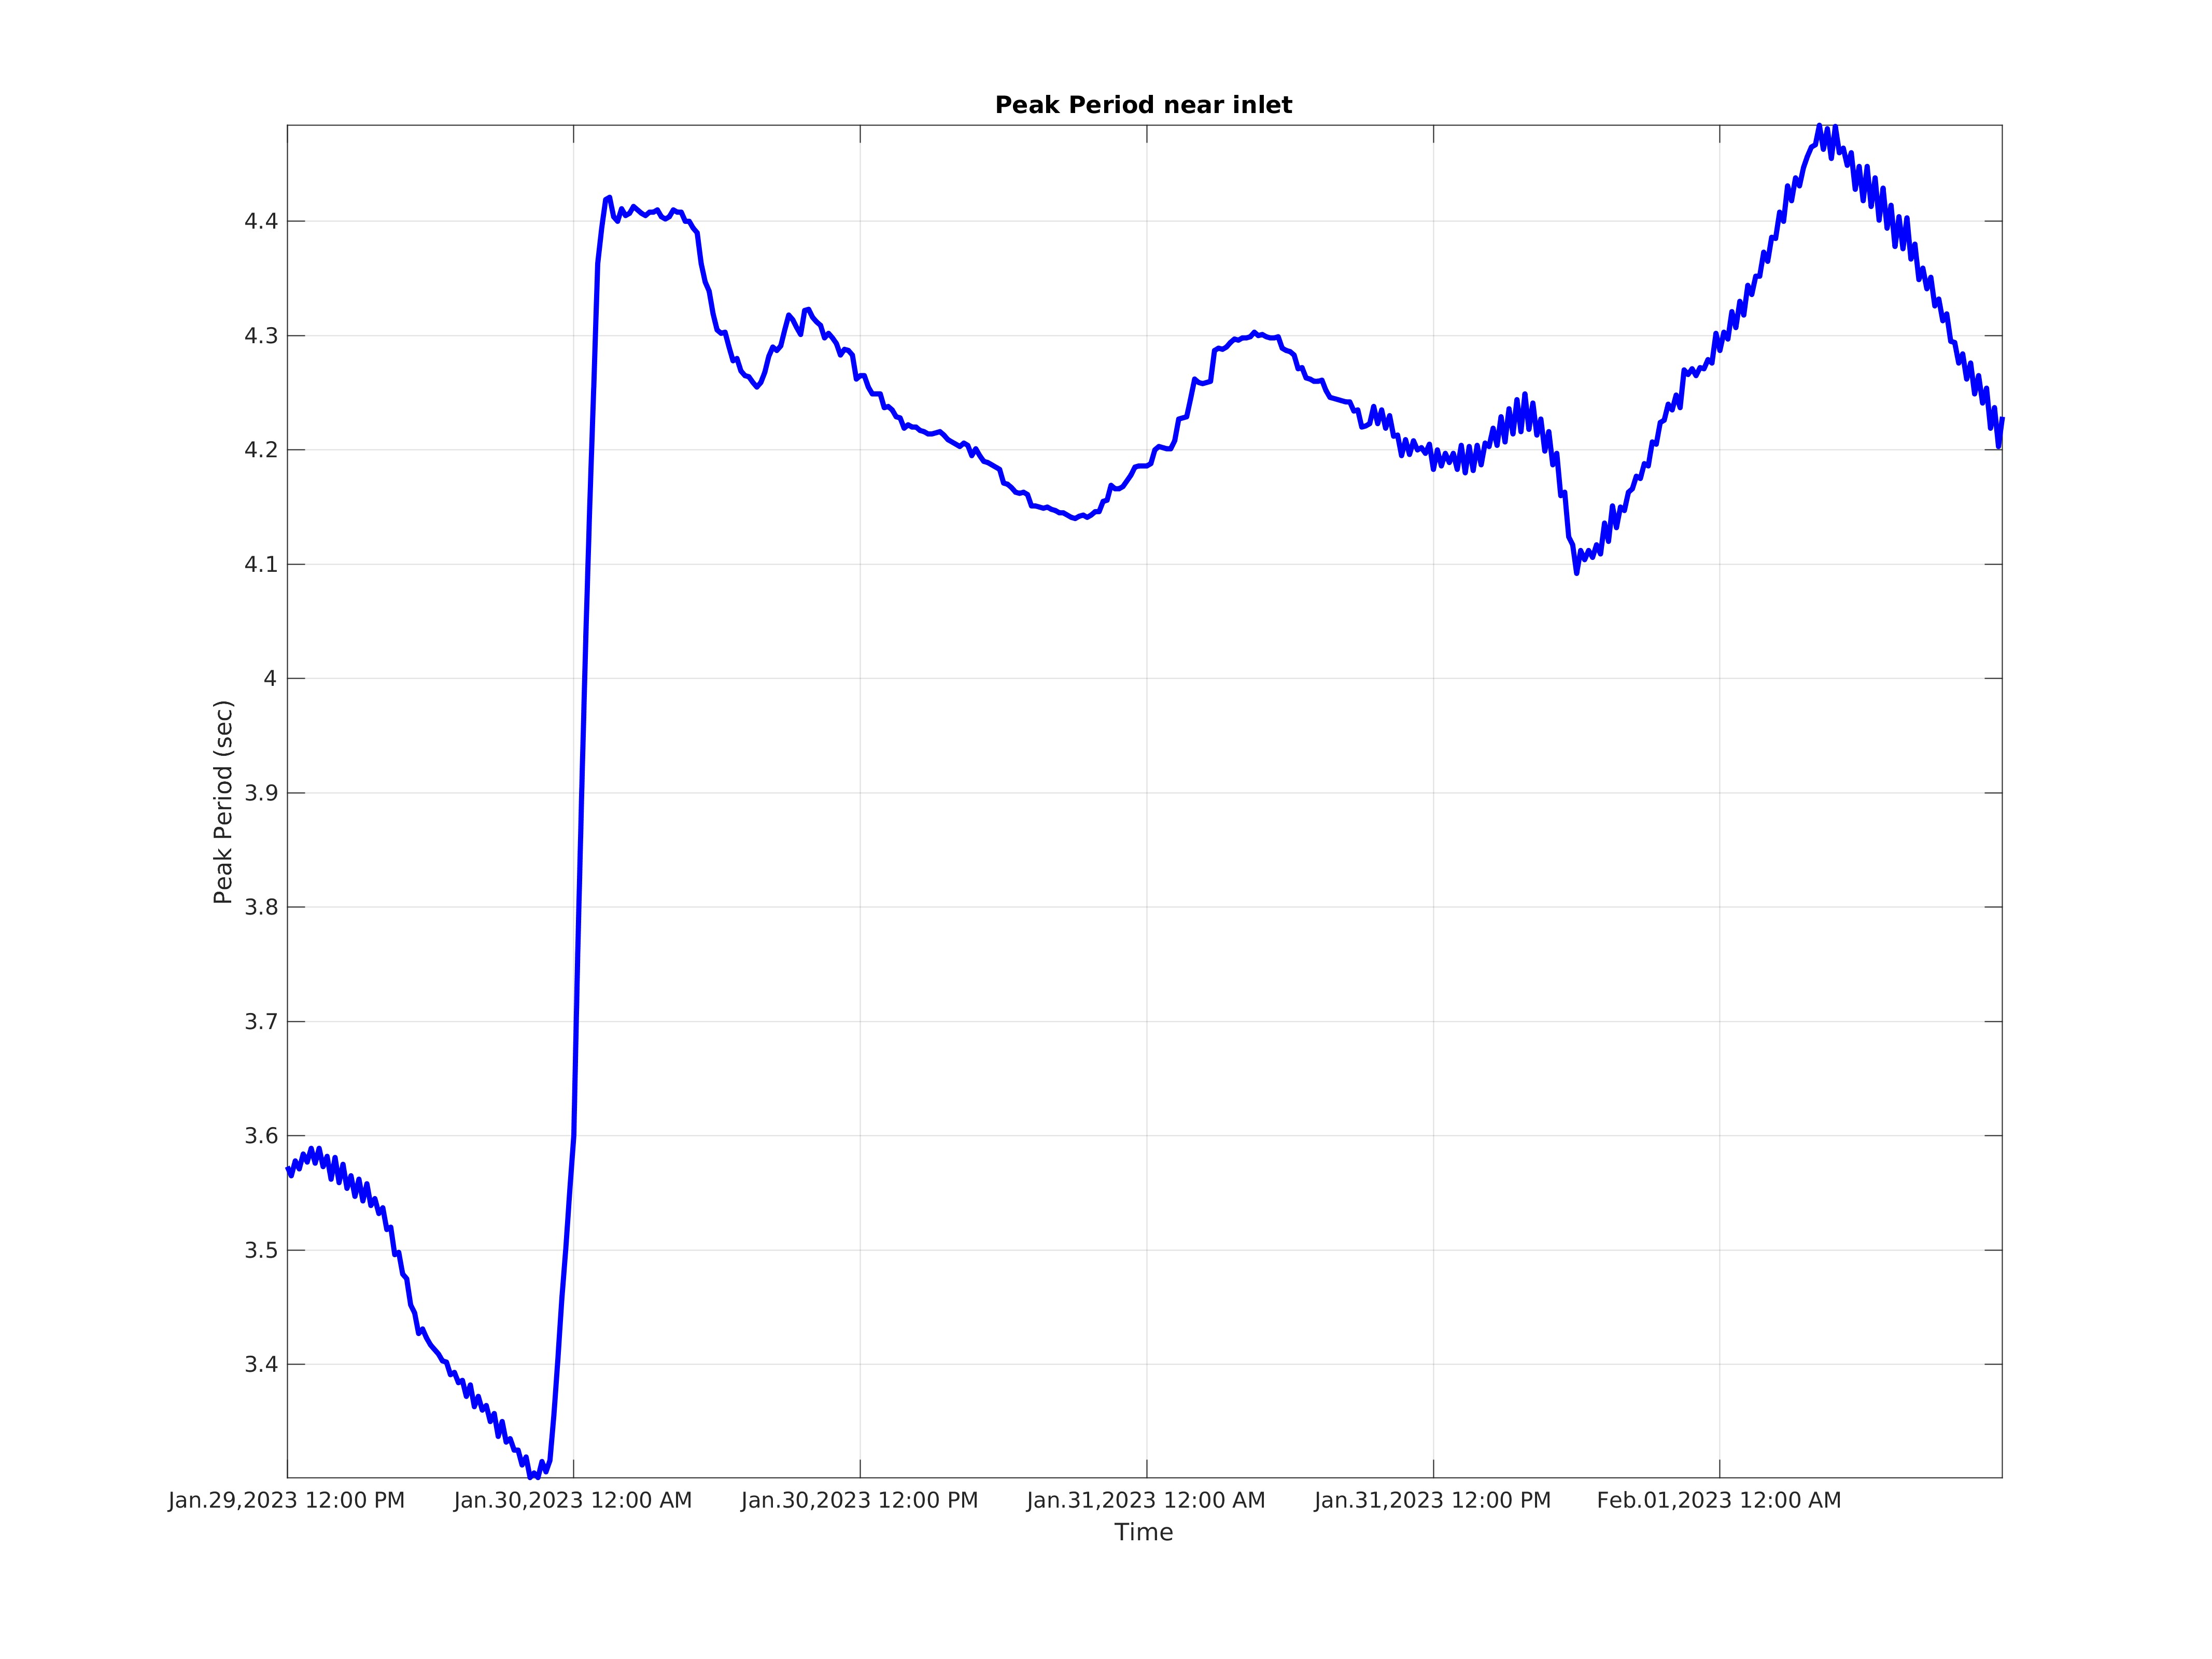 Peak Period near inlet
4.4
4.3
4.2
4.1
4
3.9
3.8
3.7
3.6
3.5
3.4
Peak Period (sec)
Jan.29,2023 12:00 PM Jan.30,2023 12:00 AM Jan.30,2023 12:00 PM Jan.31,2023 12:00 AM Jan.31,2023 12:00 PM Feb.01,2023 12:00 AM
Time